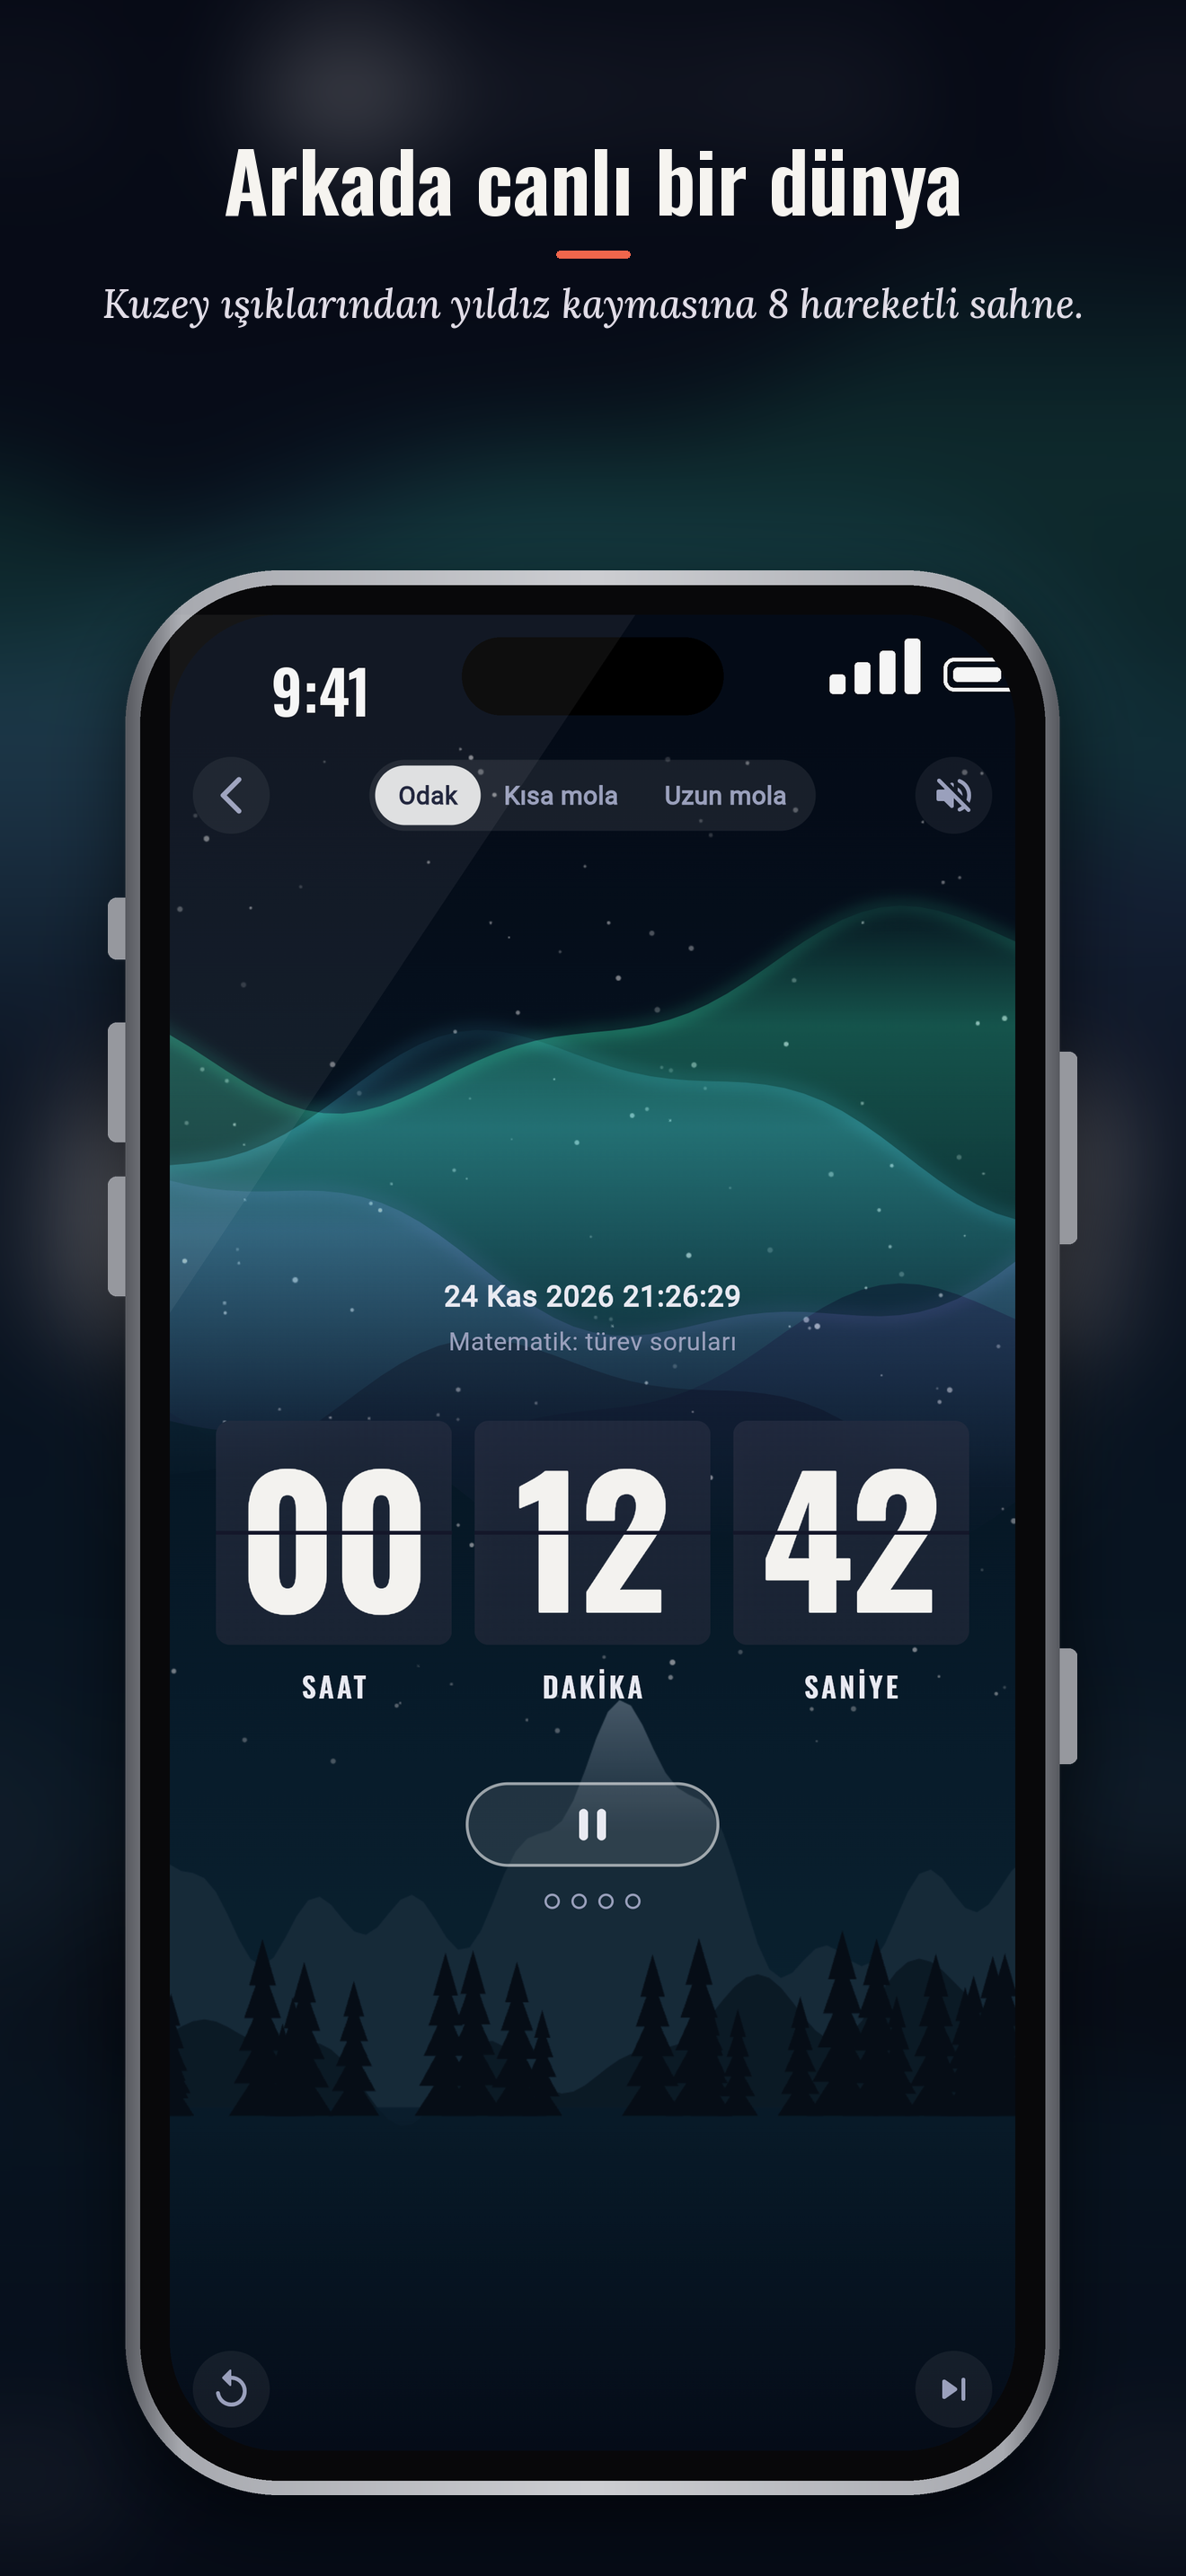 Arkada canlı bir dünya
Kuzey ışıklarından yıldız kaymasına 8 hareketli sahne.
9:41
Odak Kısa mola Uzun mola
24 Kas 2026 21:26:29
Matematik: türev soruları
00 12 42
SAAT DAKİKA SANİYE